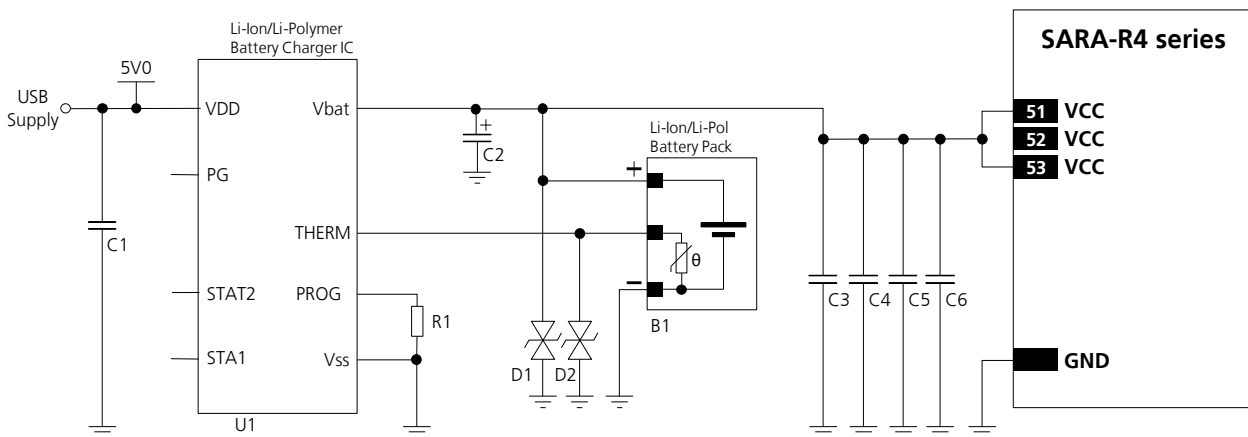 Li-Ion/Li-Polymer
Battery Charger IC
USB
Supply
5V0
VDD
PG
STAT2
STA1
Vbat
THERM
PROG
Vss
U1
C1
R1
+
C2
D1
D2
Li-Ion/Li-Pol
Battery Pack
+
θ
−
B1
C3
C4
C5
C6
SARA-R4 series
51 VCC
52 VCC
53 VCC
GND